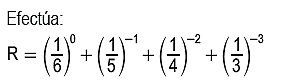 Efectúa:
R = (1/6)^0 + (1/5)^-1 + (1/4)^-2 + (1/3)^-3